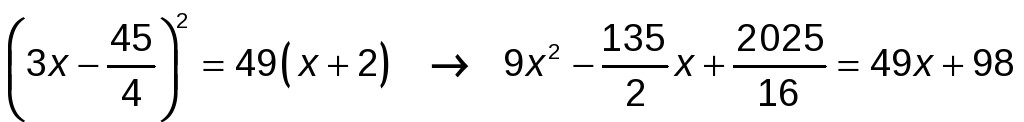 (3x − 45/4)² = 49(x + 2) → 9x² − 135/2 x + 2025/16 = 49x + 98